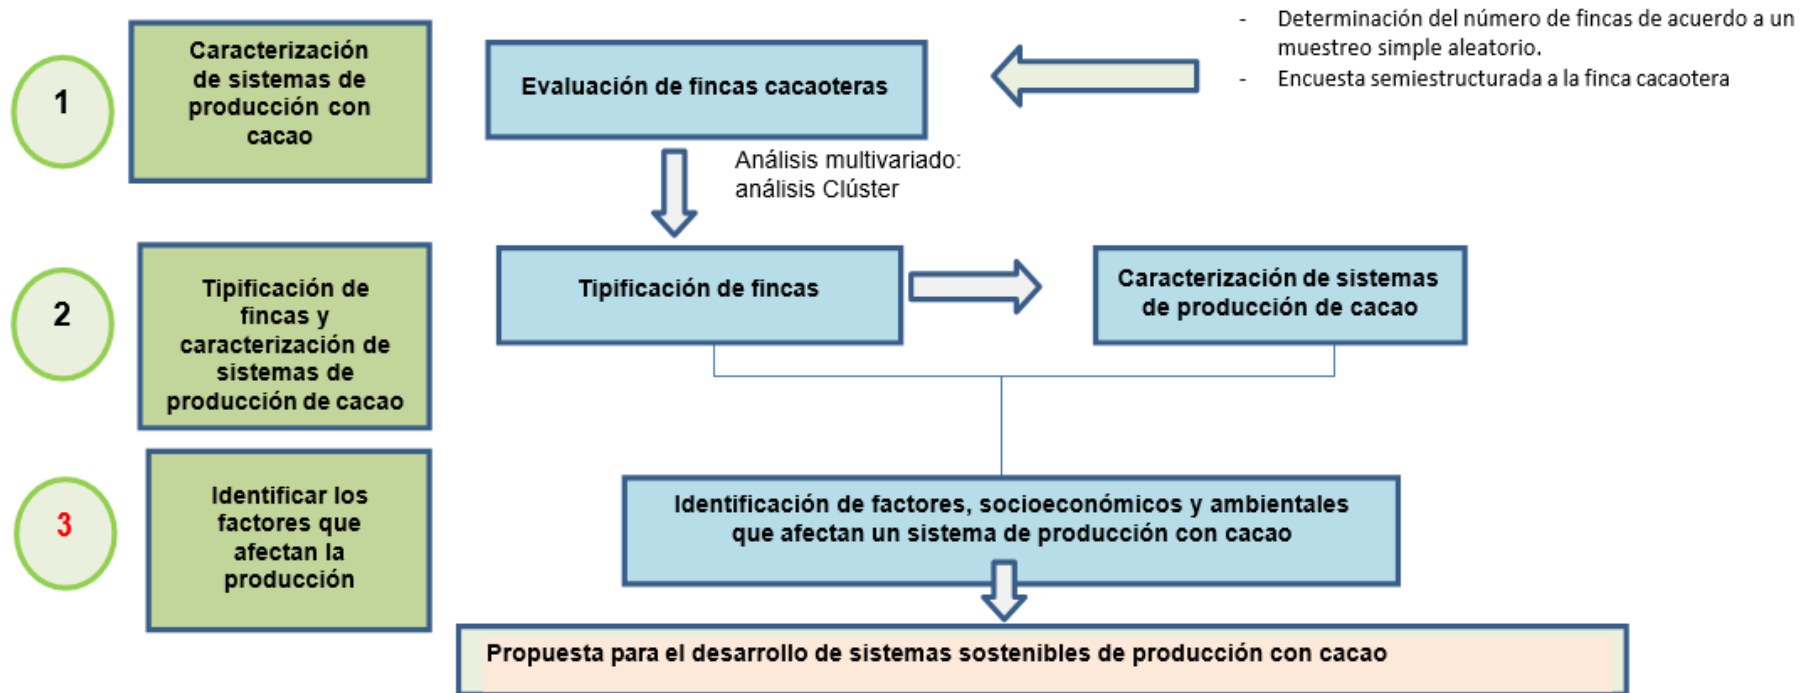 1
Caracterización
de sistemas de
producción con
cacao
Evaluación de fincas cacaoteras
- Determinación del número de fincas de acuerdo a un
muestreo simple aleatorio.
- Encuesta semiestructurada a la finca cacaotera
Análisis multivariado:
análisis Clúster
2
Tipificación de
fincas y
caracterización de
sistemas de
producción de cacao
Tipificación de fincas
Caracterización de sistemas
de producción de cacao
3
Identificar los
factores que
afectan la
producción
Identificación de factores, socioeconómicos y ambientales
que afectan un sistema de producción con cacao
Propuesta para el desarrollo de sistemas sostenibles de producción con cacao